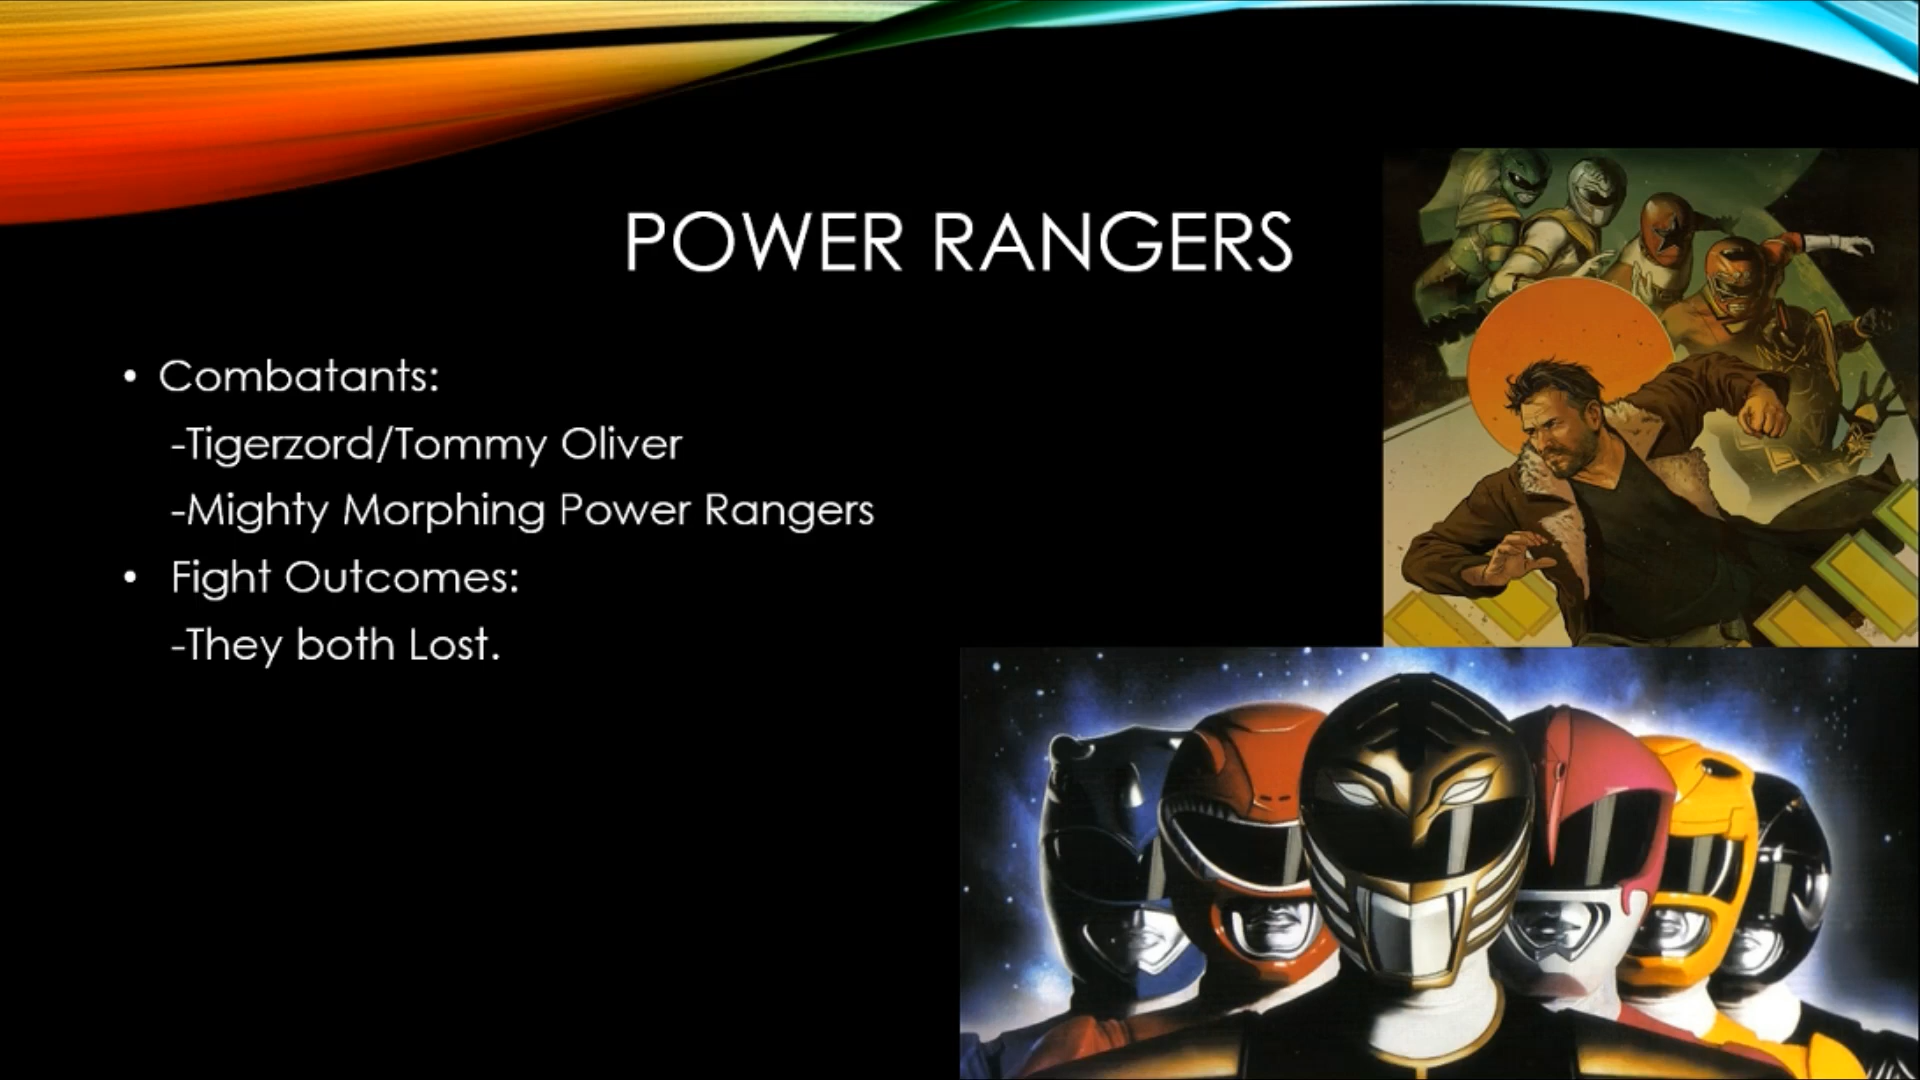 POWER RANGERS
• Combatants:
-Tigerzord/Tommy Oliver
-Mighty Morphing Power Rangers
• Fight Outcomes:
-They both Lost.